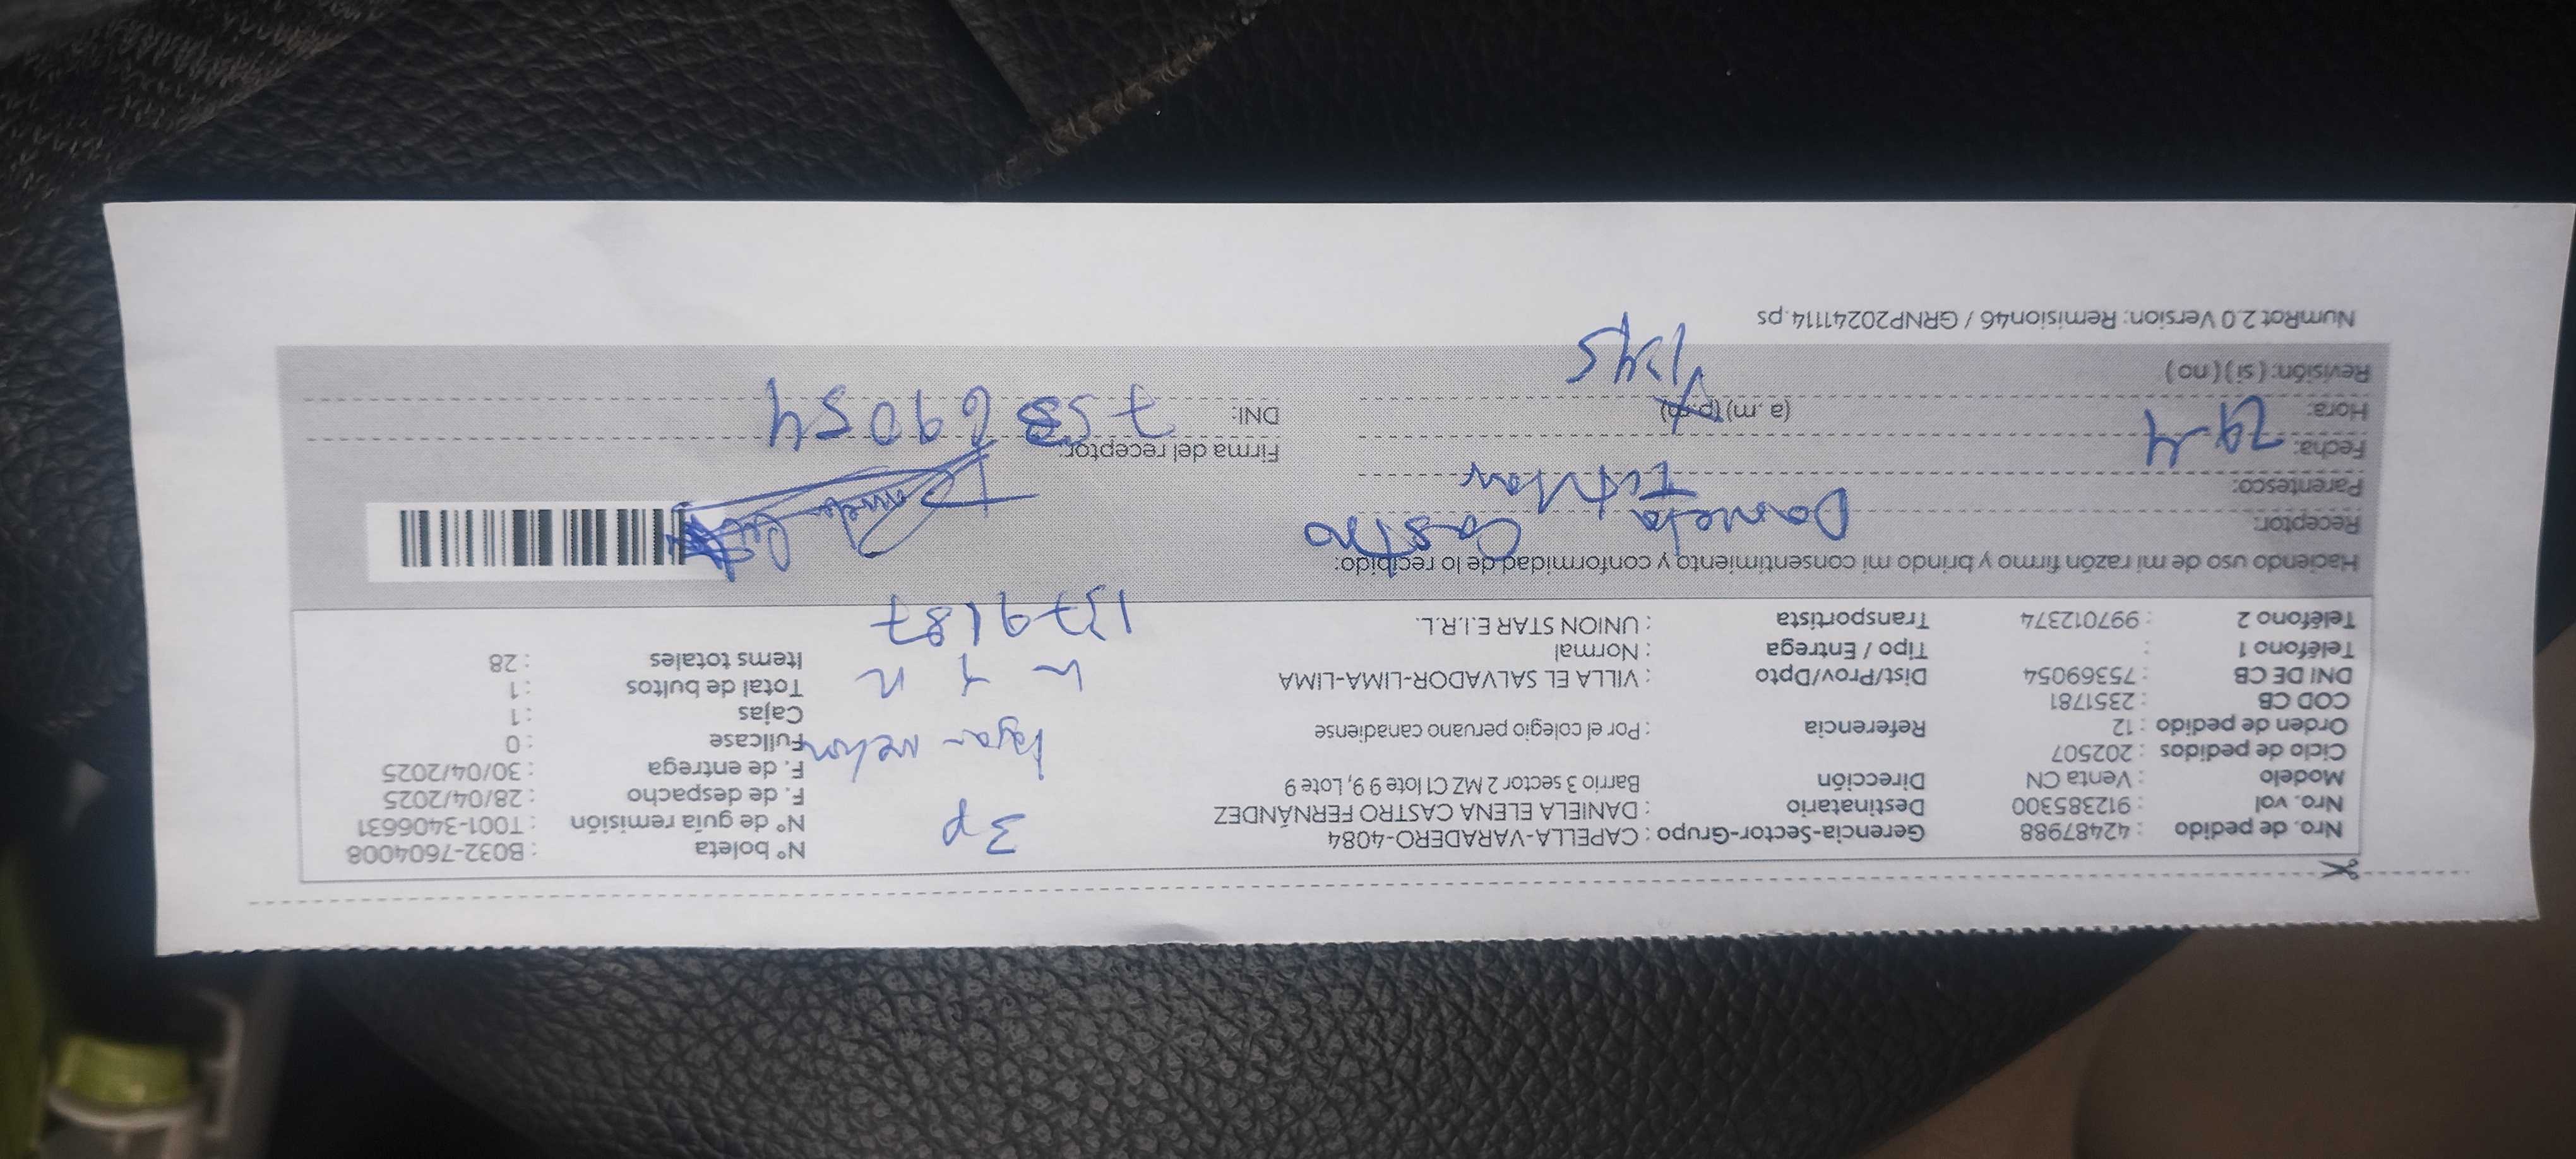 Nro. de pedido : 42487988 Gerencia-Sector-Grupo : CAPELLA-VARADERO-4084 Nº boleta : B032-7604008
Nro. vol : 912385300 Destinatario : DANIELA ELENA CASTRO FERNÁNDEZ 3p Nº de guía remisión : T001-3406631
Modelo : Venta CN Dirección Barrio 3 sector 2 MZ C1 lote 9 9, Lote 9 F. de despacho : 28/04/2025
Ciclo de pedidos : 202507 F. de entrega : 30/04/2025
Orden de pedido : 12 Referencia : Por el colegio peruano canadiense Fullcase : 0
COD CB : 2351781 Cajas : 1
DNI DE CB : 75369054 Dist/Prov/Dpto : VILLA EL SALVADOR-LIMA-LIMA Total de bultos : 1
Teléfono 1 : Tipo / Entrega : Normal Items totales : 28
Teléfono 2 : 997012374 Transportista : UNION STAR E.I.R.L. 1379187
Haciendo uso de mi razón firmo y brindo mi consentimiento y conformidad de lo recibido:
Receptor: Daniela Castro
Parentesco: Titular
Fecha: 29-4 Firma del receptor:
Hora: (a.m) (p.m) 1245 DNI: 75369054
Revisión: ( si ) ( no )
NumRot 2.0 Version: Remision46 / GRNP20241114.ps